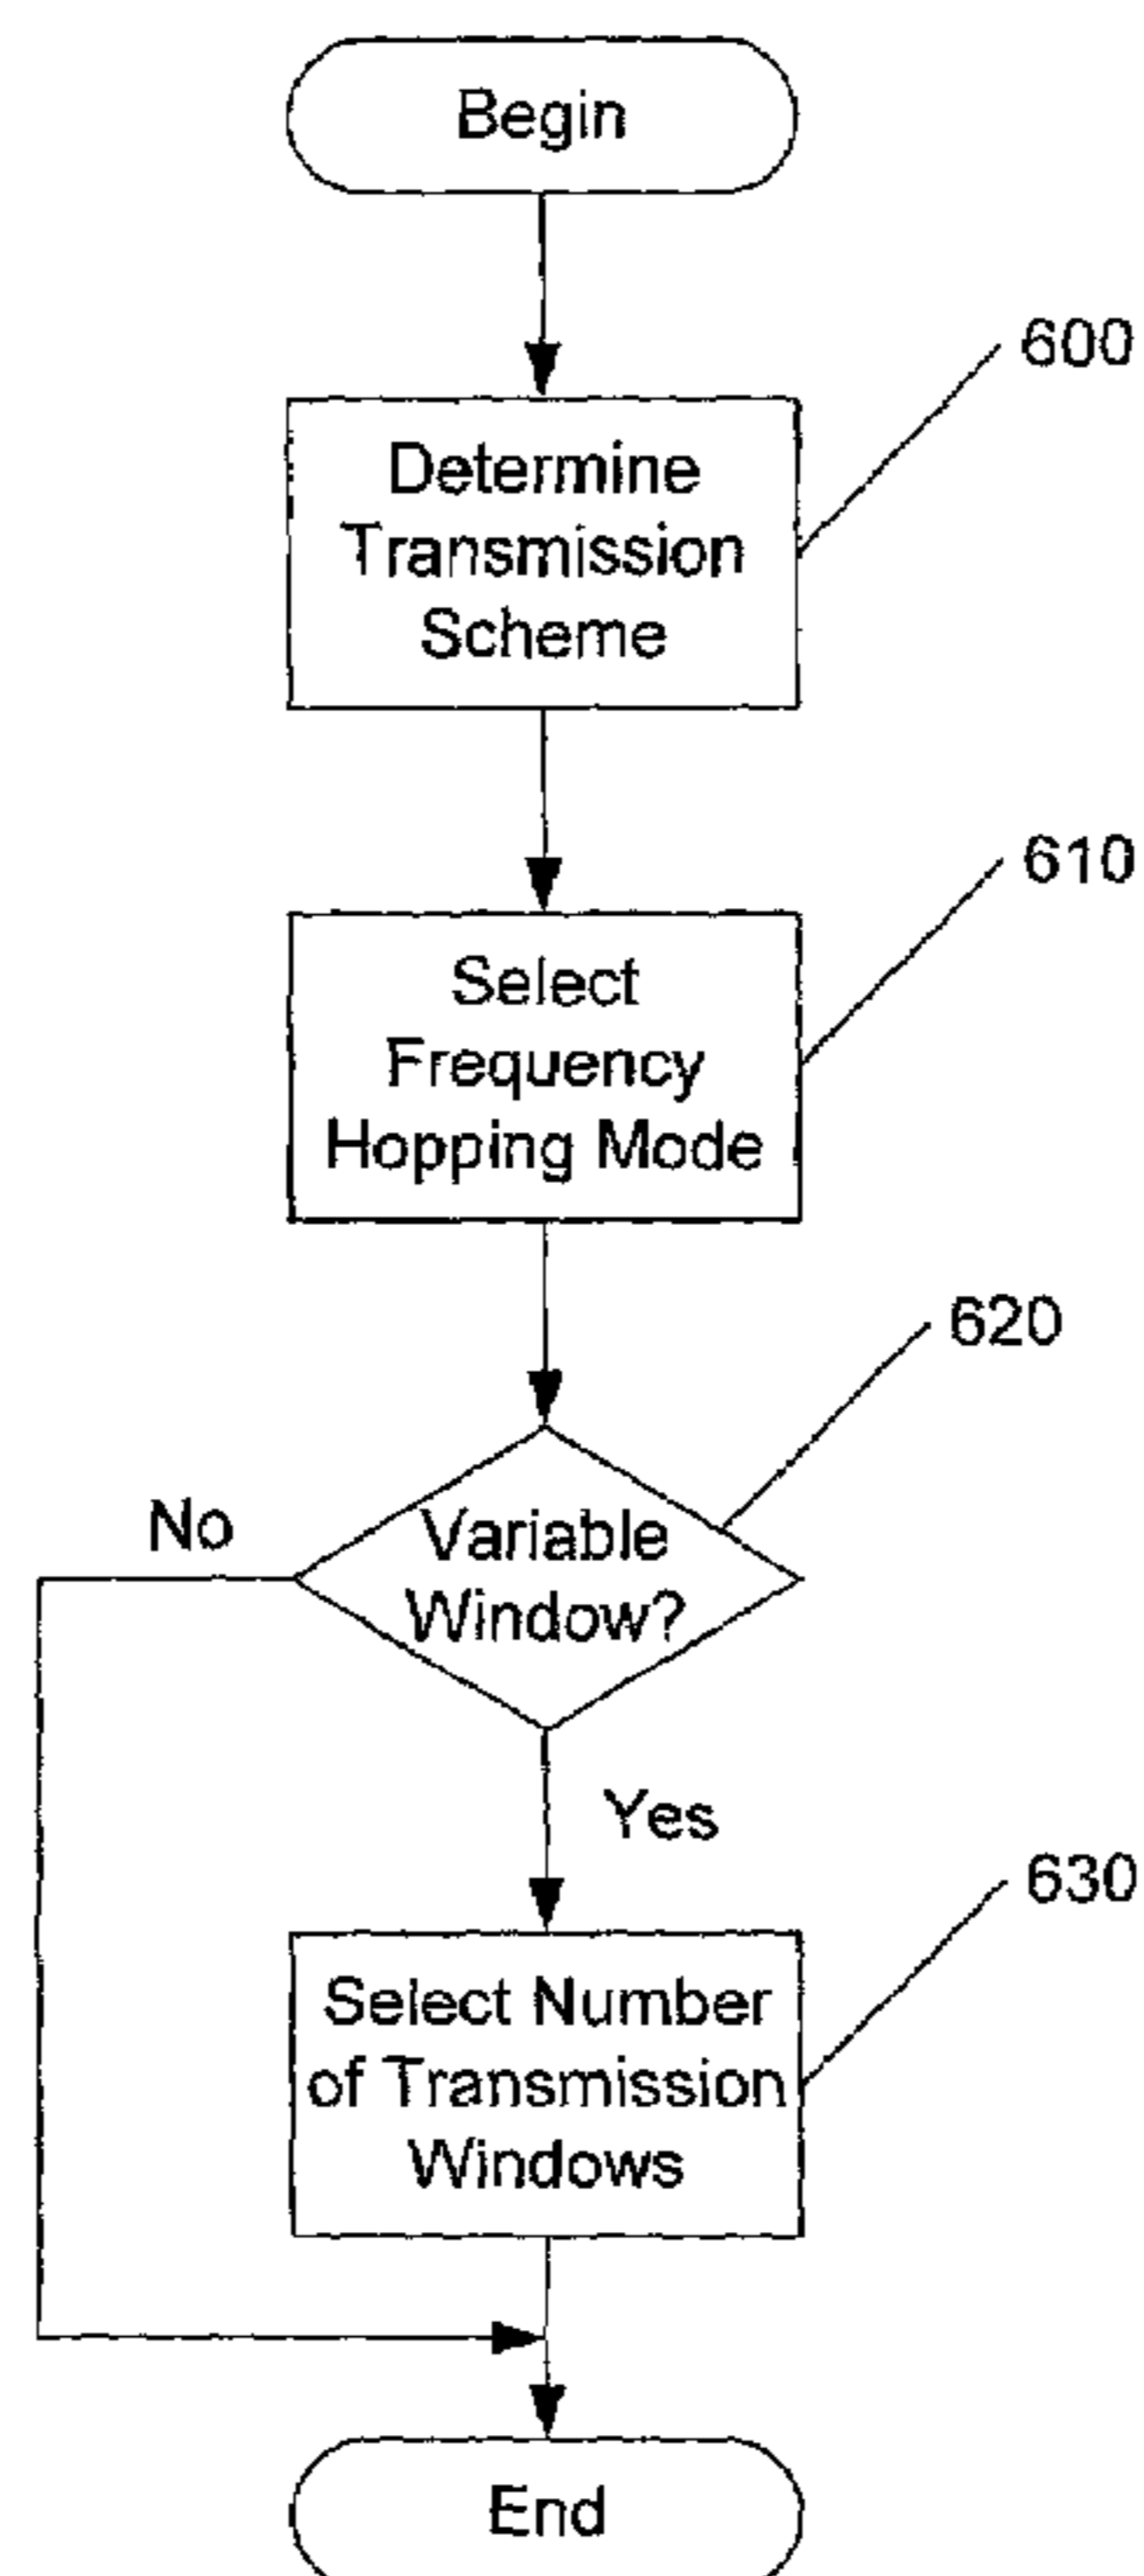 Begin
600
Determine
Transmission
Scheme
610
Select
Frequency
Hopping Mode
620
No
Variable
Window?
Yes
630
Select Number
of Transmission
Windows
End